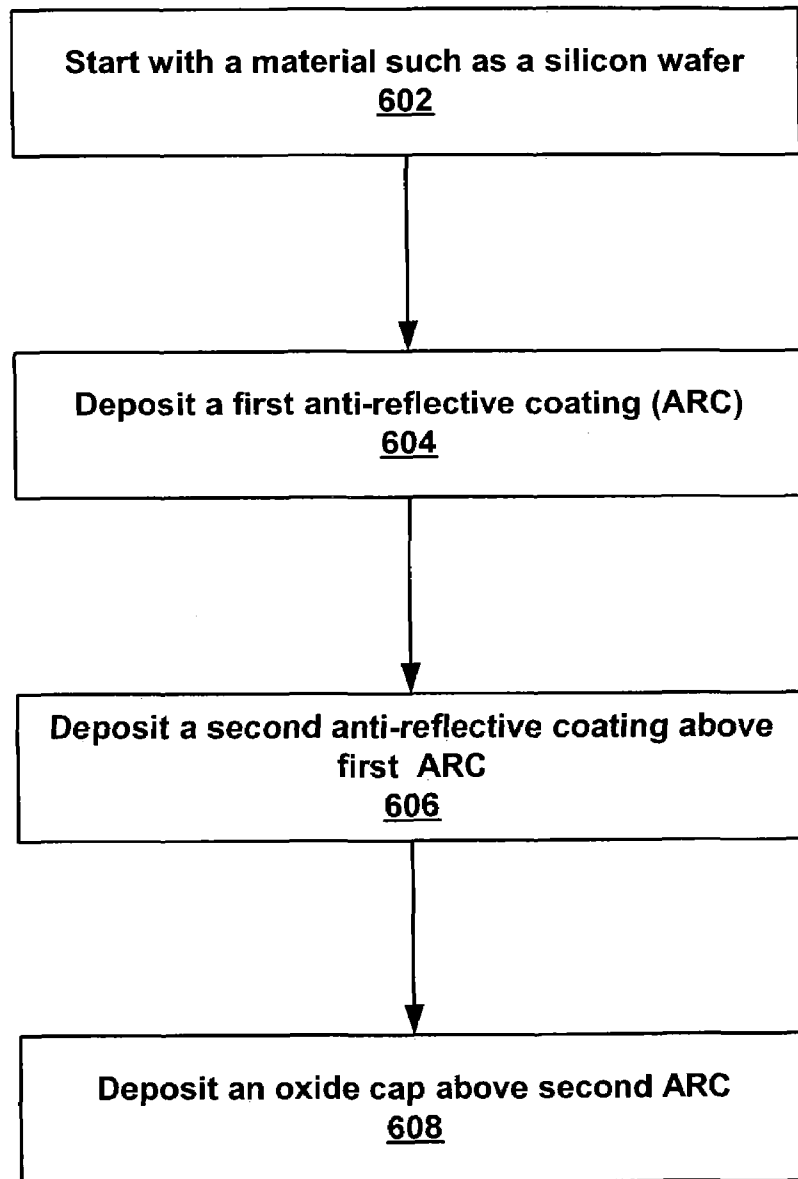 Start with a material such as a silicon wafer
602
Deposit a first anti-reflective coating (ARC)
604
Deposit a second anti-reflective coating above
first ARC
606
Deposit an oxide cap above second ARC
608